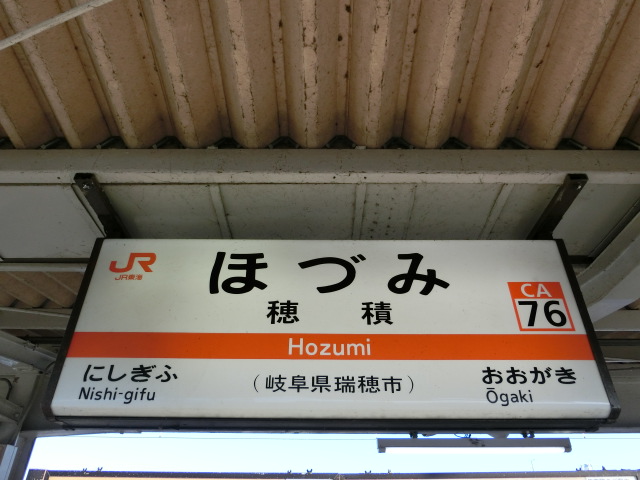 JR
JR東海
ほづみ
穂積
CA
76
Hozumi
にしぎふ
Nishi-gifu
(岐阜県瑞穂市)
おおがき
Ōgaki